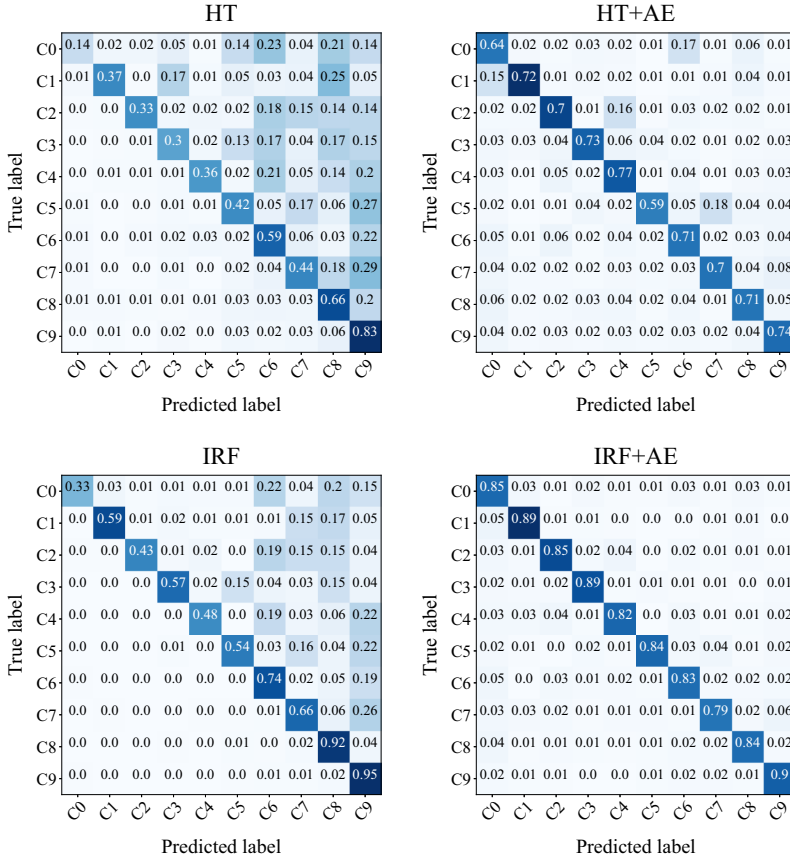 HT
C0 0.14 0.02 0.02 0.05 0.01 0.14 0.23 0.04 0.21 0.14
C1 0.01 0.37 0.0 0.17 0.01 0.05 0.03 0.04 0.25 0.05
C2 0.0 0.0 0.33 0.02 0.02 0.02 0.18 0.15 0.14 0.14
C3 0.0 0.0 0.01 0.3 0.02 0.13 0.17 0.04 0.17 0.15
C4 0.0 0.01 0.01 0.01 0.36 0.02 0.21 0.05 0.14 0.2
C5 0.01 0.0 0.0 0.01 0.01 0.42 0.05 0.17 0.06 0.27
C6 0.01 0.0 0.01 0.02 0.03 0.02 0.59 0.06 0.03 0.22
C7 0.01 0.0 0.0 0.01 0.0 0.02 0.04 0.44 0.18 0.29
C8 0.01 0.01 0.01 0.01 0.01 0.03 0.03 0.03 0.66 0.2
C9 0.0 0.01 0.0 0.02 0.0 0.03 0.02 0.03 0.06 0.83
C0 C1 C2 C3 C4 C5 C6 C7 C8 C9
Predicted label
True label
HT+AE
C0 0.64 0.02 0.02 0.03 0.02 0.01 0.17 0.01 0.06 0.01
C1 0.15 0.72 0.01 0.02 0.02 0.01 0.01 0.01 0.04 0.01
C2 0.02 0.02 0.7 0.01 0.16 0.01 0.03 0.02 0.02 0.01
C3 0.03 0.03 0.04 0.73 0.06 0.04 0.02 0.01 0.02 0.03
C4 0.03 0.01 0.05 0.02 0.77 0.01 0.04 0.01 0.03 0.03
C5 0.02 0.01 0.01 0.04 0.02 0.59 0.05 0.18 0.04 0.04
C6 0.05 0.01 0.06 0.02 0.04 0.02 0.71 0.02 0.03 0.04
C7 0.04 0.02 0.02 0.02 0.02 0.06 0.03 0.7 0.04 0.08
C8 0.06 0.02 0.02 0.03 0.04 0.02 0.04 0.01 0.71 0.05
C9 0.04 0.02 0.03 0.02 0.03 0.02 0.03 0.02 0.04 0.74
C0 C1 C2 C3 C4 C5 C6 C7 C8 C9
Predicted label
True label
IRF
C0 0.33 0.03 0.01 0.01 0.01 0.01 0.22 0.04 0.2 0.15
C1 0.0 0.59 0.01 0.02 0.01 0.01 0.01 0.15 0.17 0.05
C2 0.0 0.0 0.43 0.01 0.02 0.0 0.19 0.15 0.15 0.04
C3 0.0 0.0 0.0 0.57 0.02 0.15 0.04 0.03 0.15 0.04
C4 0.0 0.0 0.0 0.0 0.48 0.0 0.19 0.03 0.06 0.22
C5 0.0 0.0 0.0 0.01 0.0 0.54 0.03 0.16 0.04 0.22
C6 0.0 0.0 0.0 0.0 0.0 0.0 0.74 0.02 0.05 0.19
C7 0.0 0.0 0.0 0.0 0.0 0.0 0.0 0.66 0.06 0.26
C8 0.0 0.0 0.0 0.0 0.0 0.01 0.0 0.02 0.92 0.04
C9 0.0 0.0 0.0 0.0 0.0 0.0 0.01 0.01 0.02 0.95
C0 C1 C2 C3 C4 C5 C6 C7 C8 C9
Predicted label
True label
IRF+AE
C0 0.85 0.03 0.01 0.02 0.01 0.01 0.03 0.01 0.03 0.01
C1 0.05 0.89 0.01 0.01 0.0 0.0 0.0 0.01 0.01 0.0
C2 0.03 0.01 0.85 0.02 0.04 0.0 0.02 0.01 0.01 0.01
C3 0.02 0.01 0.02 0.89 0.01 0.01 0.01 0.01 0.0 0.01
C4 0.03 0.03 0.04 0.01 0.82 0.0 0.03 0.01 0.01 0.02
C5 0.02 0.01 0.0 0.02 0.01 0.84 0.03 0.04 0.01 0.02
C6 0.05 0.0 0.03 0.02 0.01 0.01 0.83 0.02 0.02 0.02
C7 0.03 0.03 0.02 0.01 0.01 0.01 0.01 0.79 0.02 0.06
C8 0.04 0.01 0.01 0.01 0.01 0.01 0.02 0.02 0.84 0.02
C9 0.02 0.01 0.01 0.0 0.0 0.01 0.02 0.02 0.01 0.9
C0 C1 C2 C3 C4 C5 C6 C7 C8 C9
Predicted label
True label